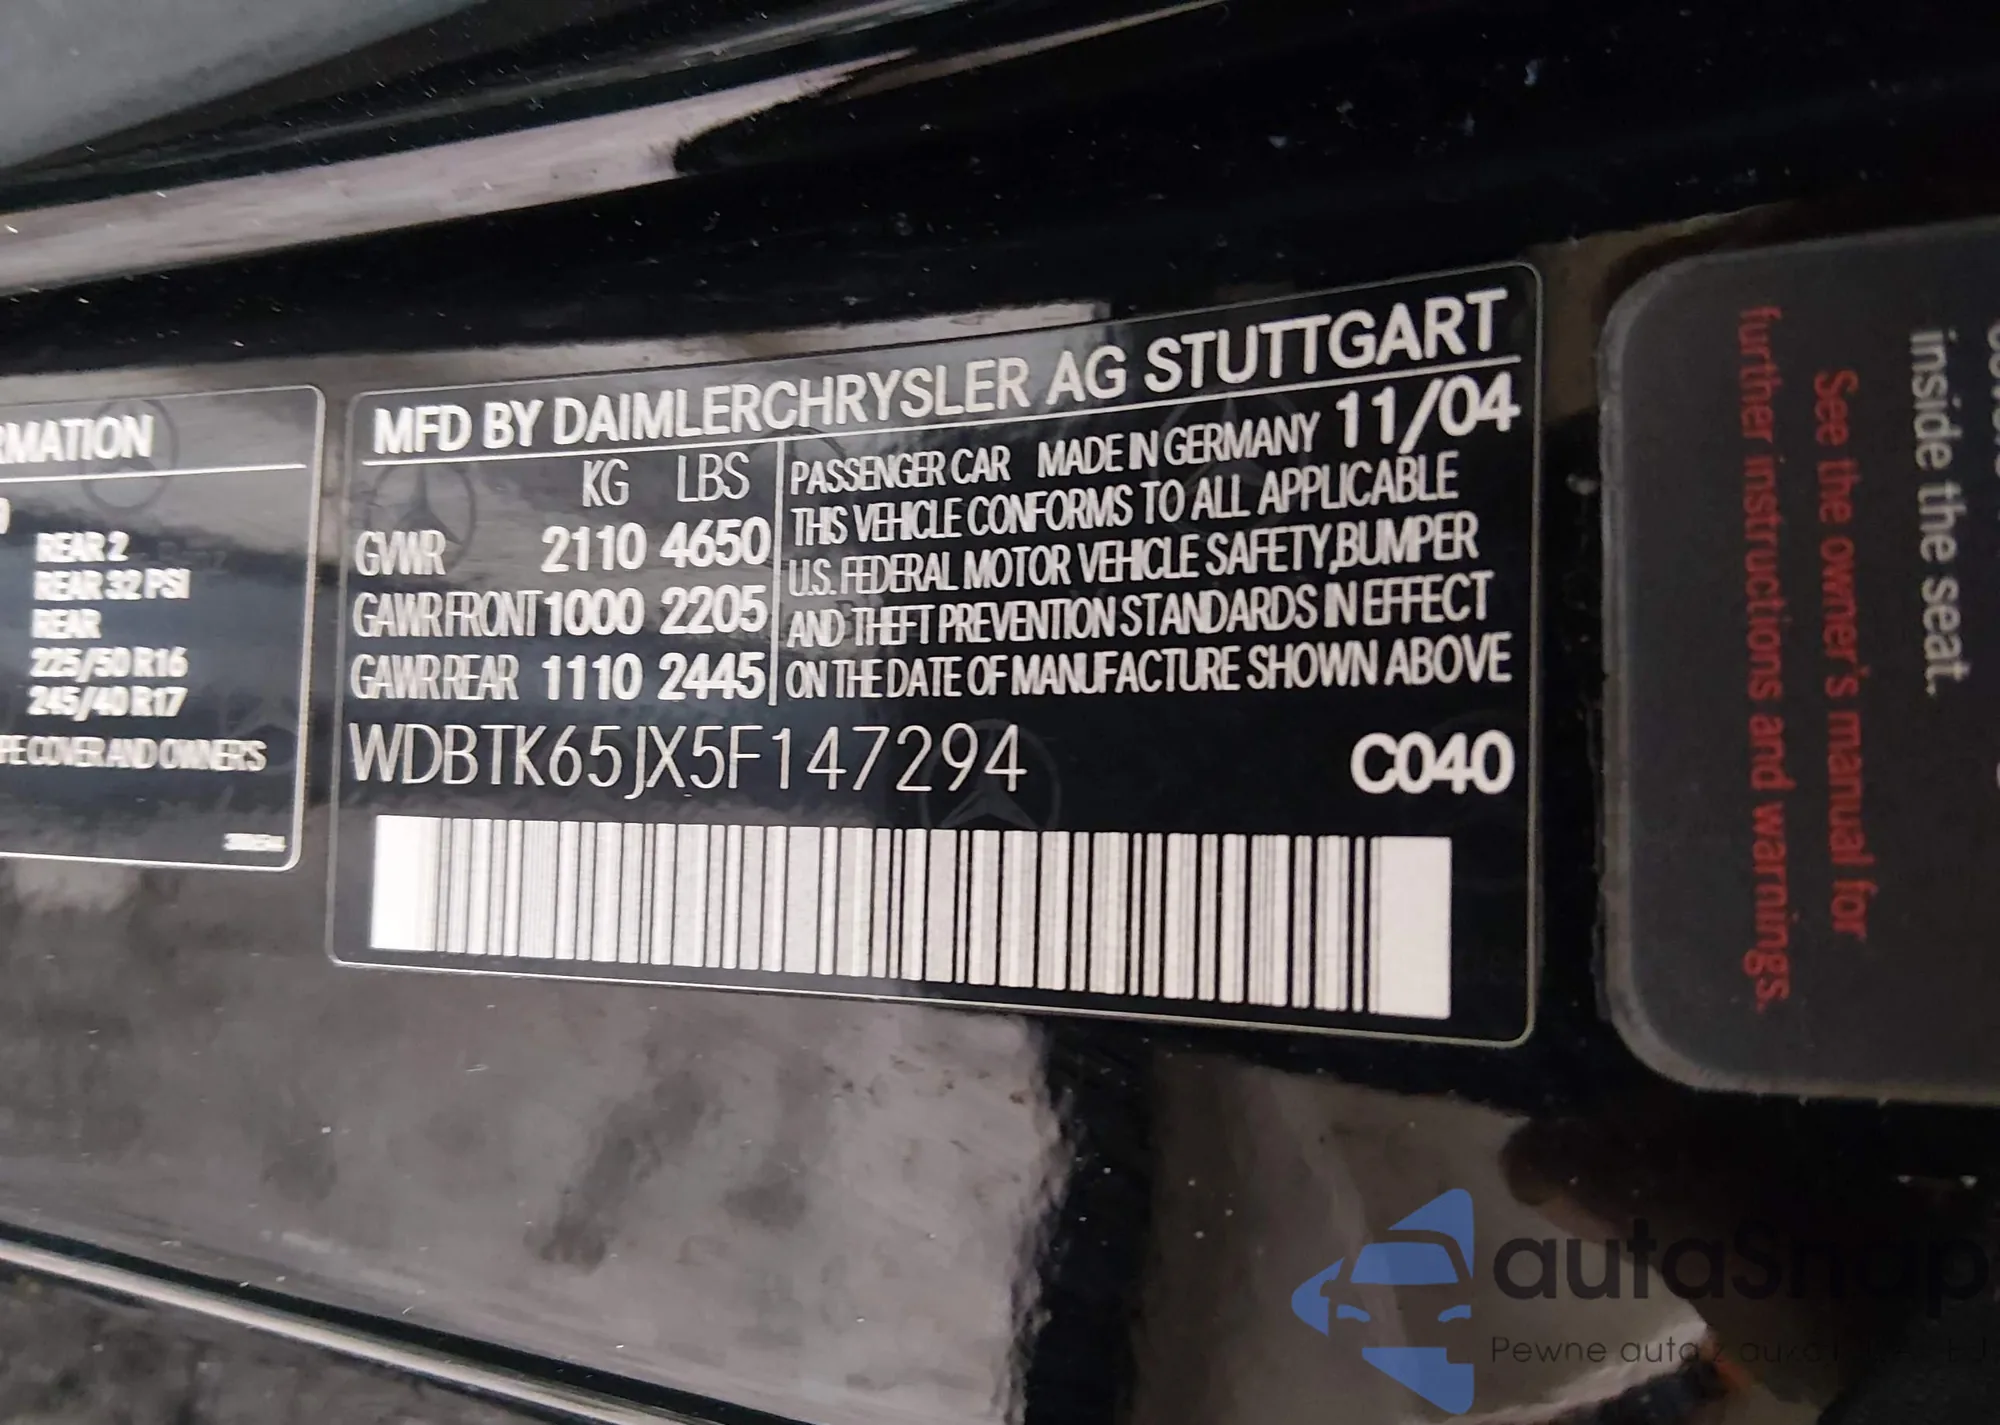 RMATION
REAR 2
REAR 32 PSI
REAR
225/50 R16
245/40 R17
PE COVER AND OWNERS
MFD BY DAIMLERCHRYSLER AG STUTTGART
KG LBS
GVWR 2110 4650
GAWR FRONT 1000 2205
GAWR REAR 1110 2445
PASSENGER CAR MADE IN GERMANY 11/04
THIS VEHICLE CONFORMS TO ALL APPLICABLE
U.S. FEDERAL MOTOR VEHICLE SAFETY,BUMPER
AND THEFT PREVENTION STANDARDS IN EFFECT
ON THE DATE OF MANUFACTURE SHOWN ABOVE
WDBTK65JX5F147294 C040
inside the seat.
See the owner's manual for
further instructions and warnings.
autaSnap
Pewne auta z